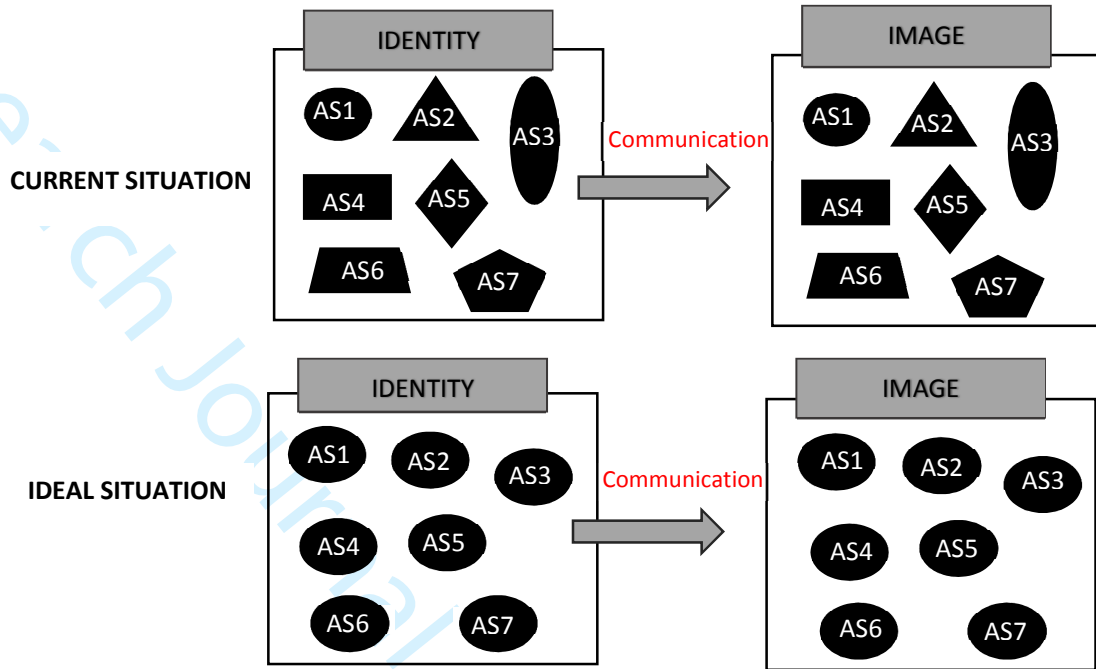 IDENTITY
IMAGE
AS1
AS2
AS3
AS4
AS5
AS6
AS7
Communication
AS1
AS2
AS3
AS4
AS5
AS6
AS7
CURRENT SITUATION
IDENTITY
IMAGE
AS1
AS2
AS3
AS4
AS5
AS6
AS7
Communication
AS1
AS2
AS3
AS4
AS5
AS6
AS7
IDEAL SITUATION
earch Journal